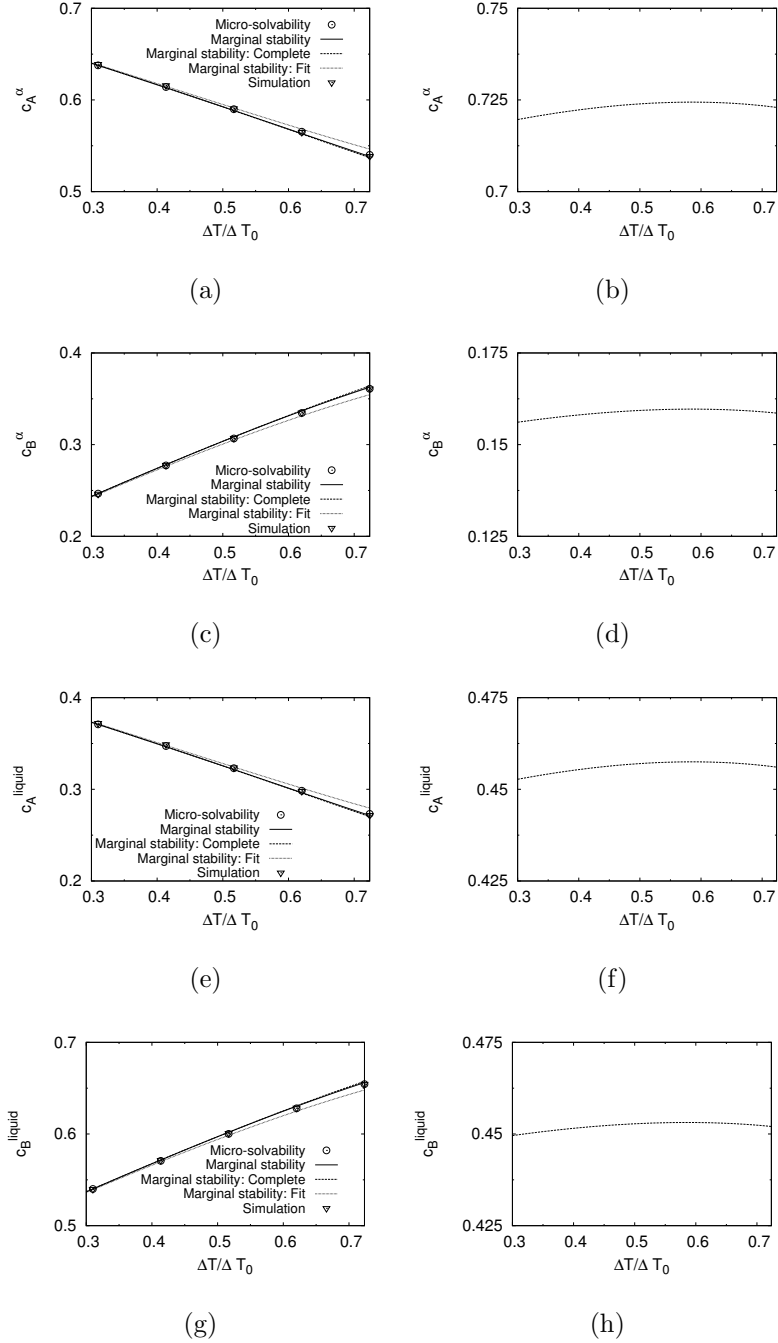 0.7
0.6
0.5
0.3 0.4 0.5 0.6 0.7
c_A^α
ΔT/Δ T_0
Micro-solvability
Marginal stability
Marginal stability: Complete
Marginal stability: Fit
Simulation
(a)
0.75
0.725
0.7
0.3 0.4 0.5 0.6 0.7
c_A^α
ΔT/Δ T_0
(b)
0.4
0.3
0.2
0.3 0.4 0.5 0.6 0.7
c_B^α
ΔT/Δ T_0
Micro-solvability
Marginal stability
Marginal stability: Complete
Marginal stability: Fit
Simulation
(c)
0.175
0.15
0.125
0.3 0.4 0.5 0.6 0.7
c_B^α
ΔT/Δ T_0
(d)
0.4
0.3
0.2
0.3 0.4 0.5 0.6 0.7
c_A^liquid
ΔT/Δ T_0
Micro-solvability
Marginal stability
Marginal stability: Complete
Marginal stability: Fit
Simulation
(e)
0.475
0.45
0.425
0.3 0.4 0.5 0.6 0.7
c_A^liquid
ΔT/Δ T_0
(f)
0.7
0.6
0.5
0.3 0.4 0.5 0.6 0.7
c_B^liquid
ΔT/Δ T_0
Micro-solvability
Marginal stability
Marginal stability: Complete
Marginal stability: Fit
Simulation
(g)
0.475
0.45
0.425
0.3 0.4 0.5 0.6 0.7
c_B^liquid
ΔT/Δ T_0
(h)